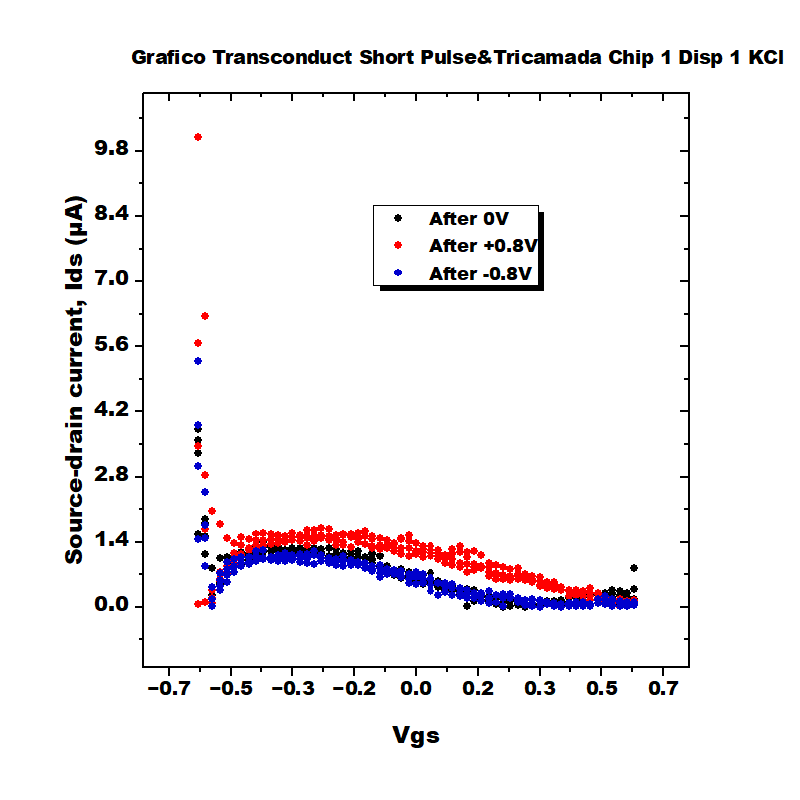 Grafico Transconduct Short Pulse&Tricamada Chip 1 Disp 1 KCl
9.8
8.4
7.0
5.6
4.2
2.8
1.4
0.0
Source-drain current, Ids (µA)
After 0V
After +0.8V
After -0.8V
−0.7 −0.5 −0.3 −0.2 0.0 0.2 0.3 0.5 0.7
Vgs